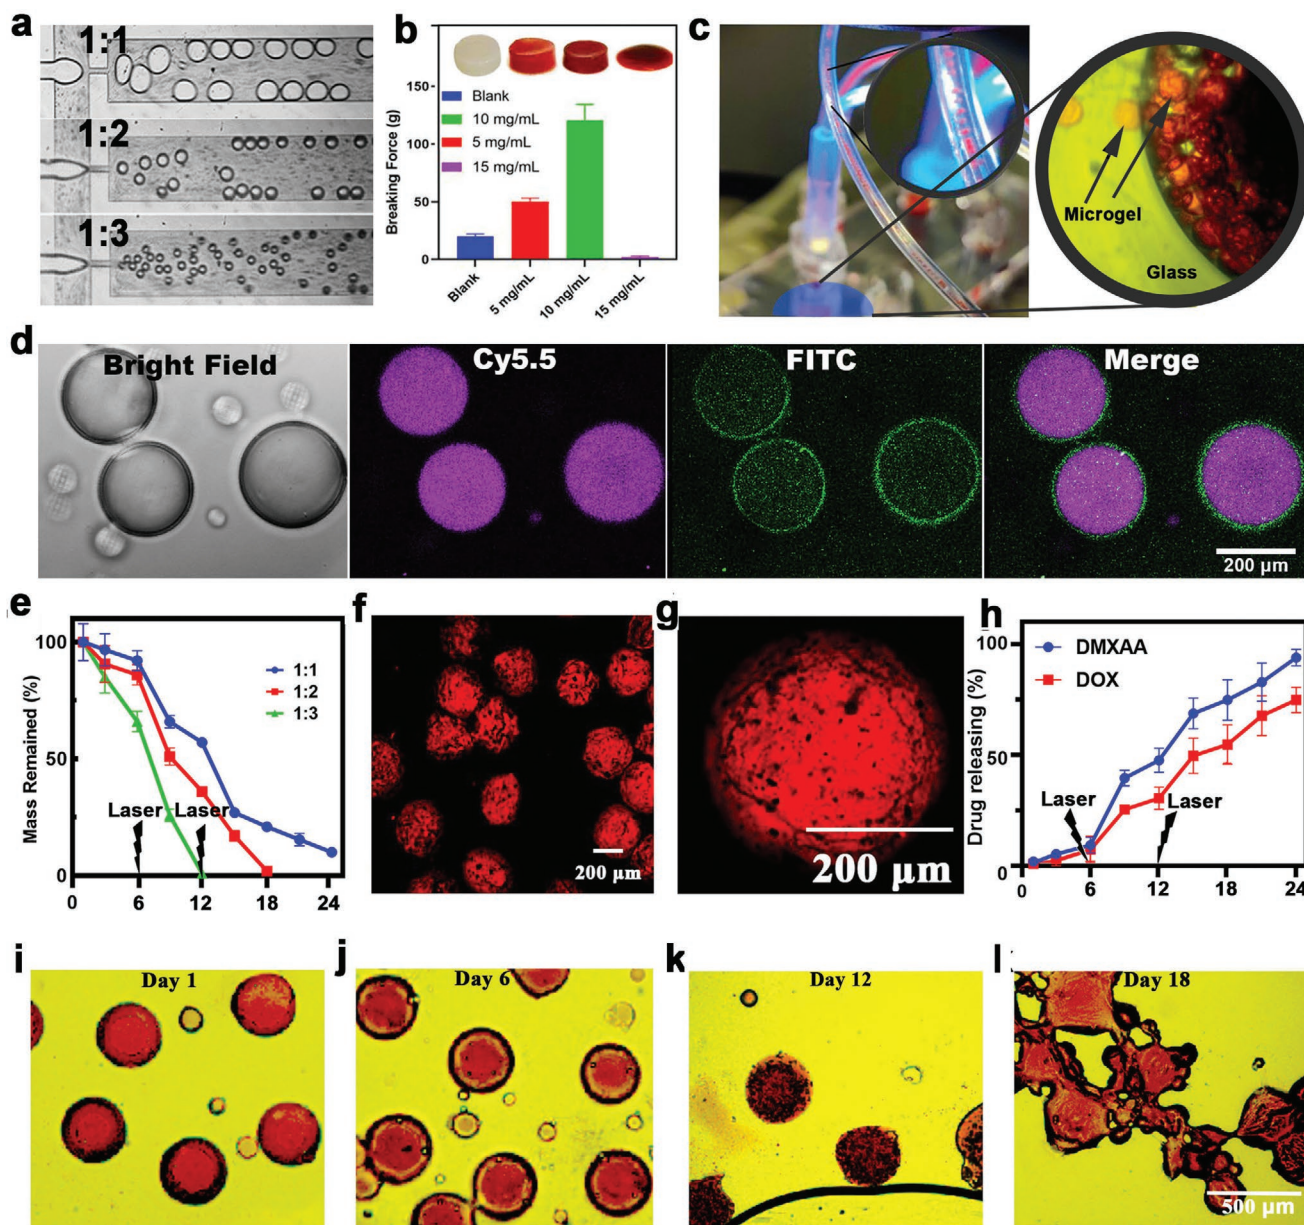 a
1:1
1:2
1:3
b
Breaking Force (g)
150
100
50
0
Blank
10 mg/mL
5 mg/mL
15 mg/mL
Blank
5 mg/mL
10 mg/mL
15 mg/mL
c
Microgel
Glass
d
Bright Field
Cy5.5
FITC
Merge
200 µm
e
Mass Remained (%)
100
50
0
1:1
1:2
1:3
Laser
Laser
0 6 12 18 24
f
200 µm
g
200 µm
h
Drug releasing (%)
100
50
0
DMXAA
DOX
Laser
Laser
0 6 12 18 24
i
Day 1
j
Day 6
k
Day 12
l
Day 18
500 µm